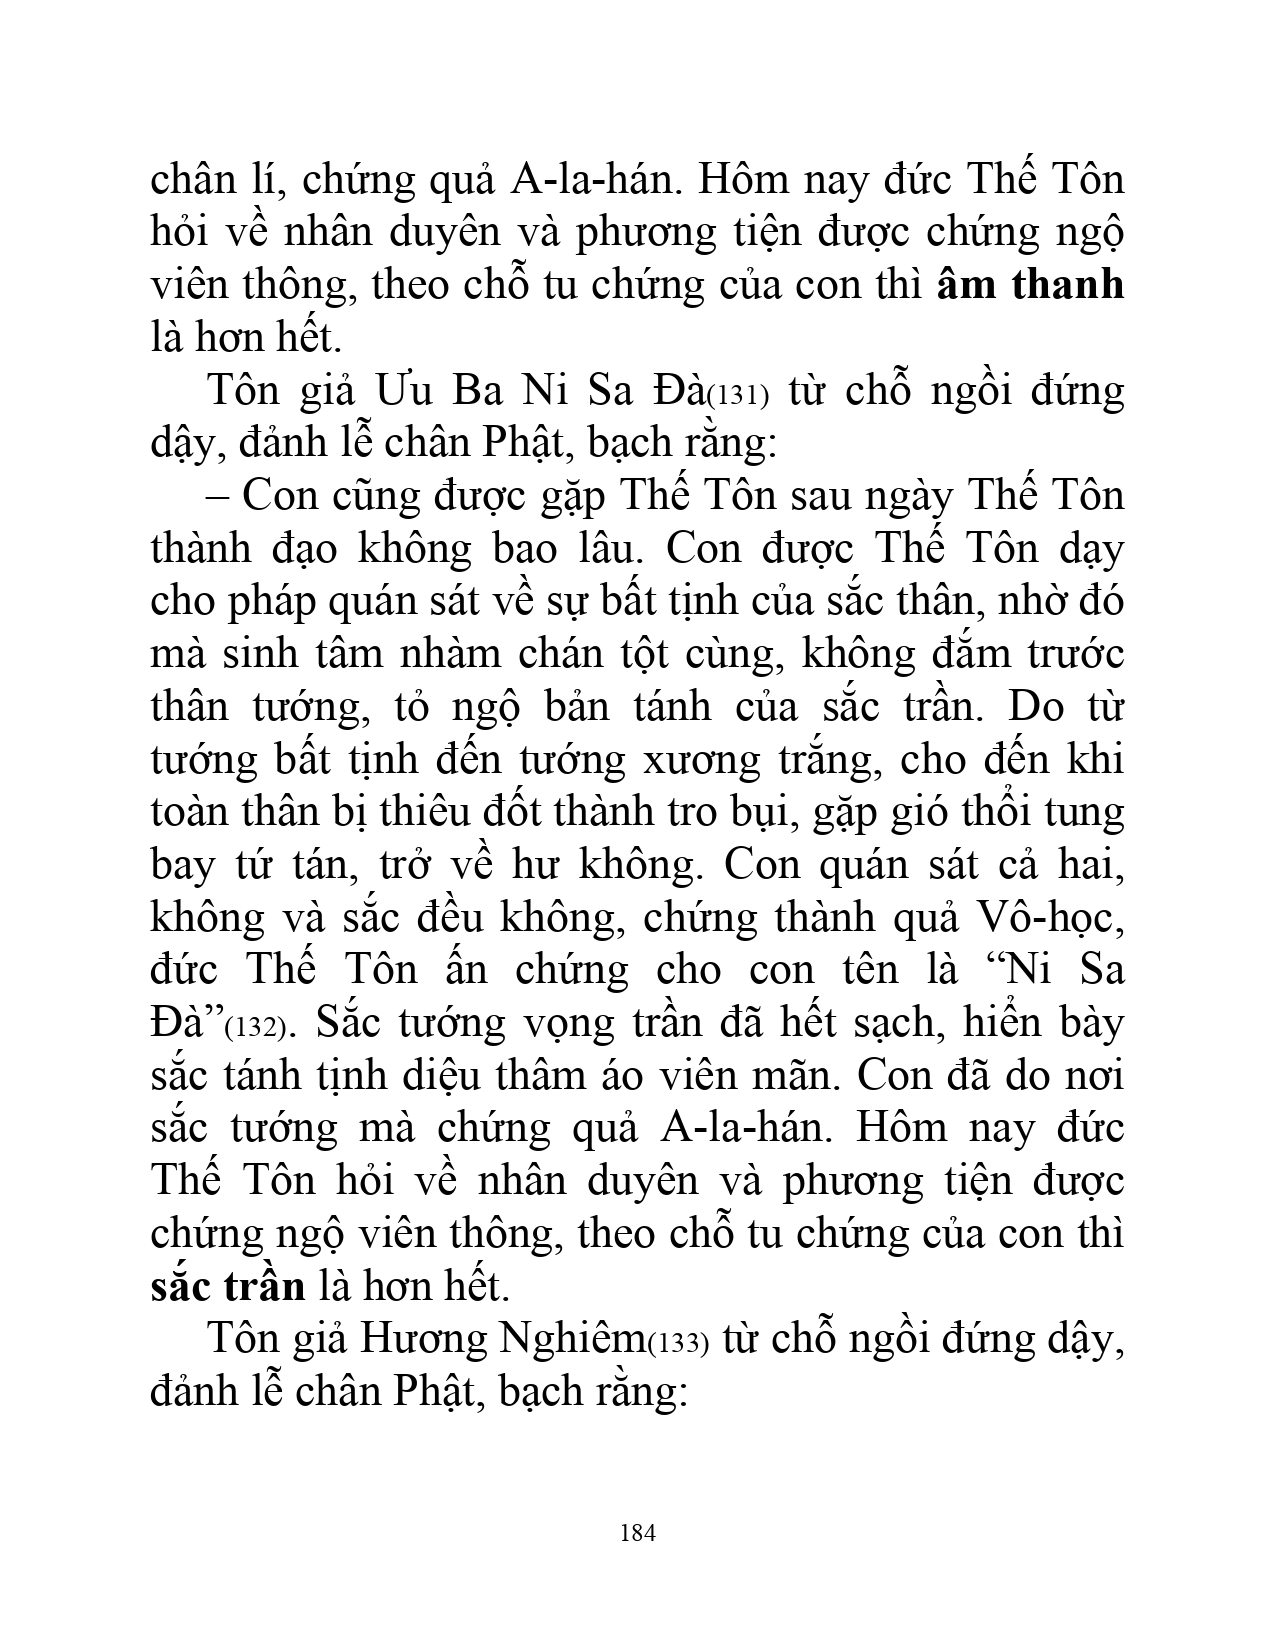 chân lí, chứng quả A-la-hán. Hôm nay đức Thế Tôn
hỏi về nhân duyên và phương tiện được chứng ngộ
viên thông, theo chỗ tu chứng của con thì âm thanh
là hơn hết.
Tôn giả Ưu Ba Ni Sa Đà(131) từ chỗ ngồi đứng
dậy, đảnh lễ chân Phật, bạch rằng:
– Con cũng được gặp Thế Tôn sau ngày Thế Tôn
thành đạo không bao lâu. Con được Thế Tôn dạy
cho pháp quán sát về sự bất tịnh của sắc thân, nhờ đó
mà sinh tâm nhàm chán tột cùng, không đắm trước
thân tướng, tỏ ngộ bản tánh của sắc trần. Do từ
tướng bất tịnh đến tướng xương trắng, cho đến khi
toàn thân bị thiêu đốt thành tro bụi, gặp gió thổi tung
bay tứ tán, trở về hư không. Con quán sát cả hai,
không và sắc đều không, chứng thành quả Vô-học,
đức Thế Tôn ấn chứng cho con tên là “Ni Sa
Đà”(132). Sắc tướng vọng trần đã hết sạch, hiển bày
sắc tánh tịnh diệu thâm áo viên mãn. Con đã do nơi
sắc tướng mà chứng quả A-la-hán. Hôm nay đức
Thế Tôn hỏi về nhân duyên và phương tiện được
chứng ngộ viên thông, theo chỗ tu chứng của con thì
sắc trần là hơn hết.
Tôn giả Hương Nghiêm(133) từ chỗ ngồi đứng dậy,
đảnh lễ chân Phật, bạch rằng:
184